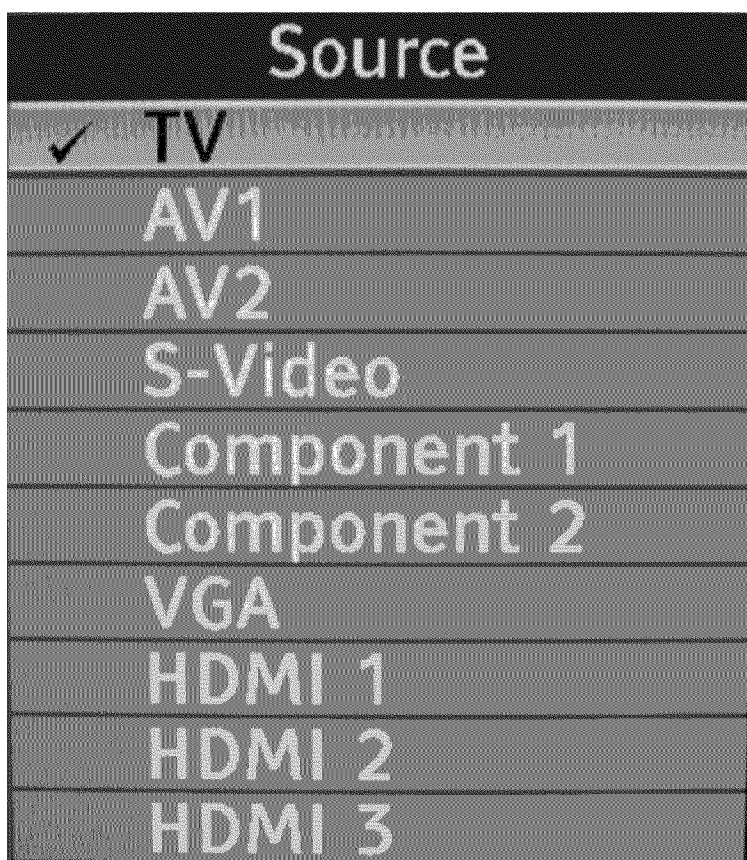 Source
TV
AV1
AV2
S-Video
Component 1
Component 2
VGA
HDMI 1
HDMI 2
HDMI 3